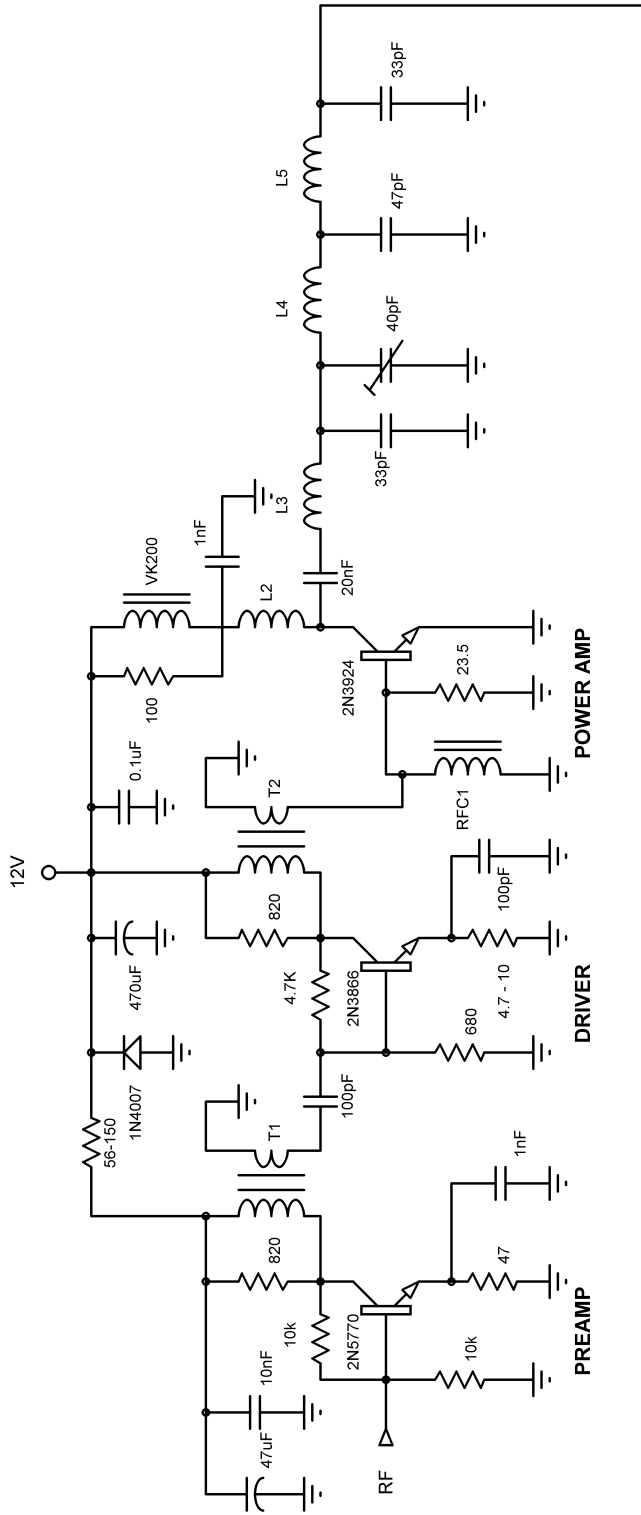 12V
56-150
1N4007
470uF
0.1uF
100
VK200
1nF
47uF
10nF
820
T1
820
T2
L2
L3
L4
L5
10k
4.7K
100pF
20nF
33pF
40pF
47pF
33pF
RF
2N5770
2N3866
2N3924
10k
47
1nF
680
4.7 - 10
100pF
RFC1
23.5
PREAMP
DRIVER
POWER AMP